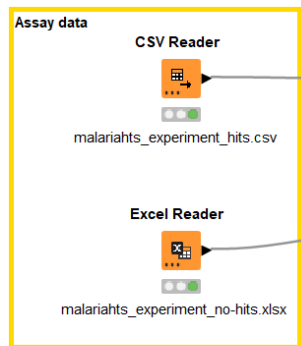 Assay data
CSV Reader
malariahts_experiment_hits.csv
Excel Reader
malariahts_experiment_no-hits.xlsx